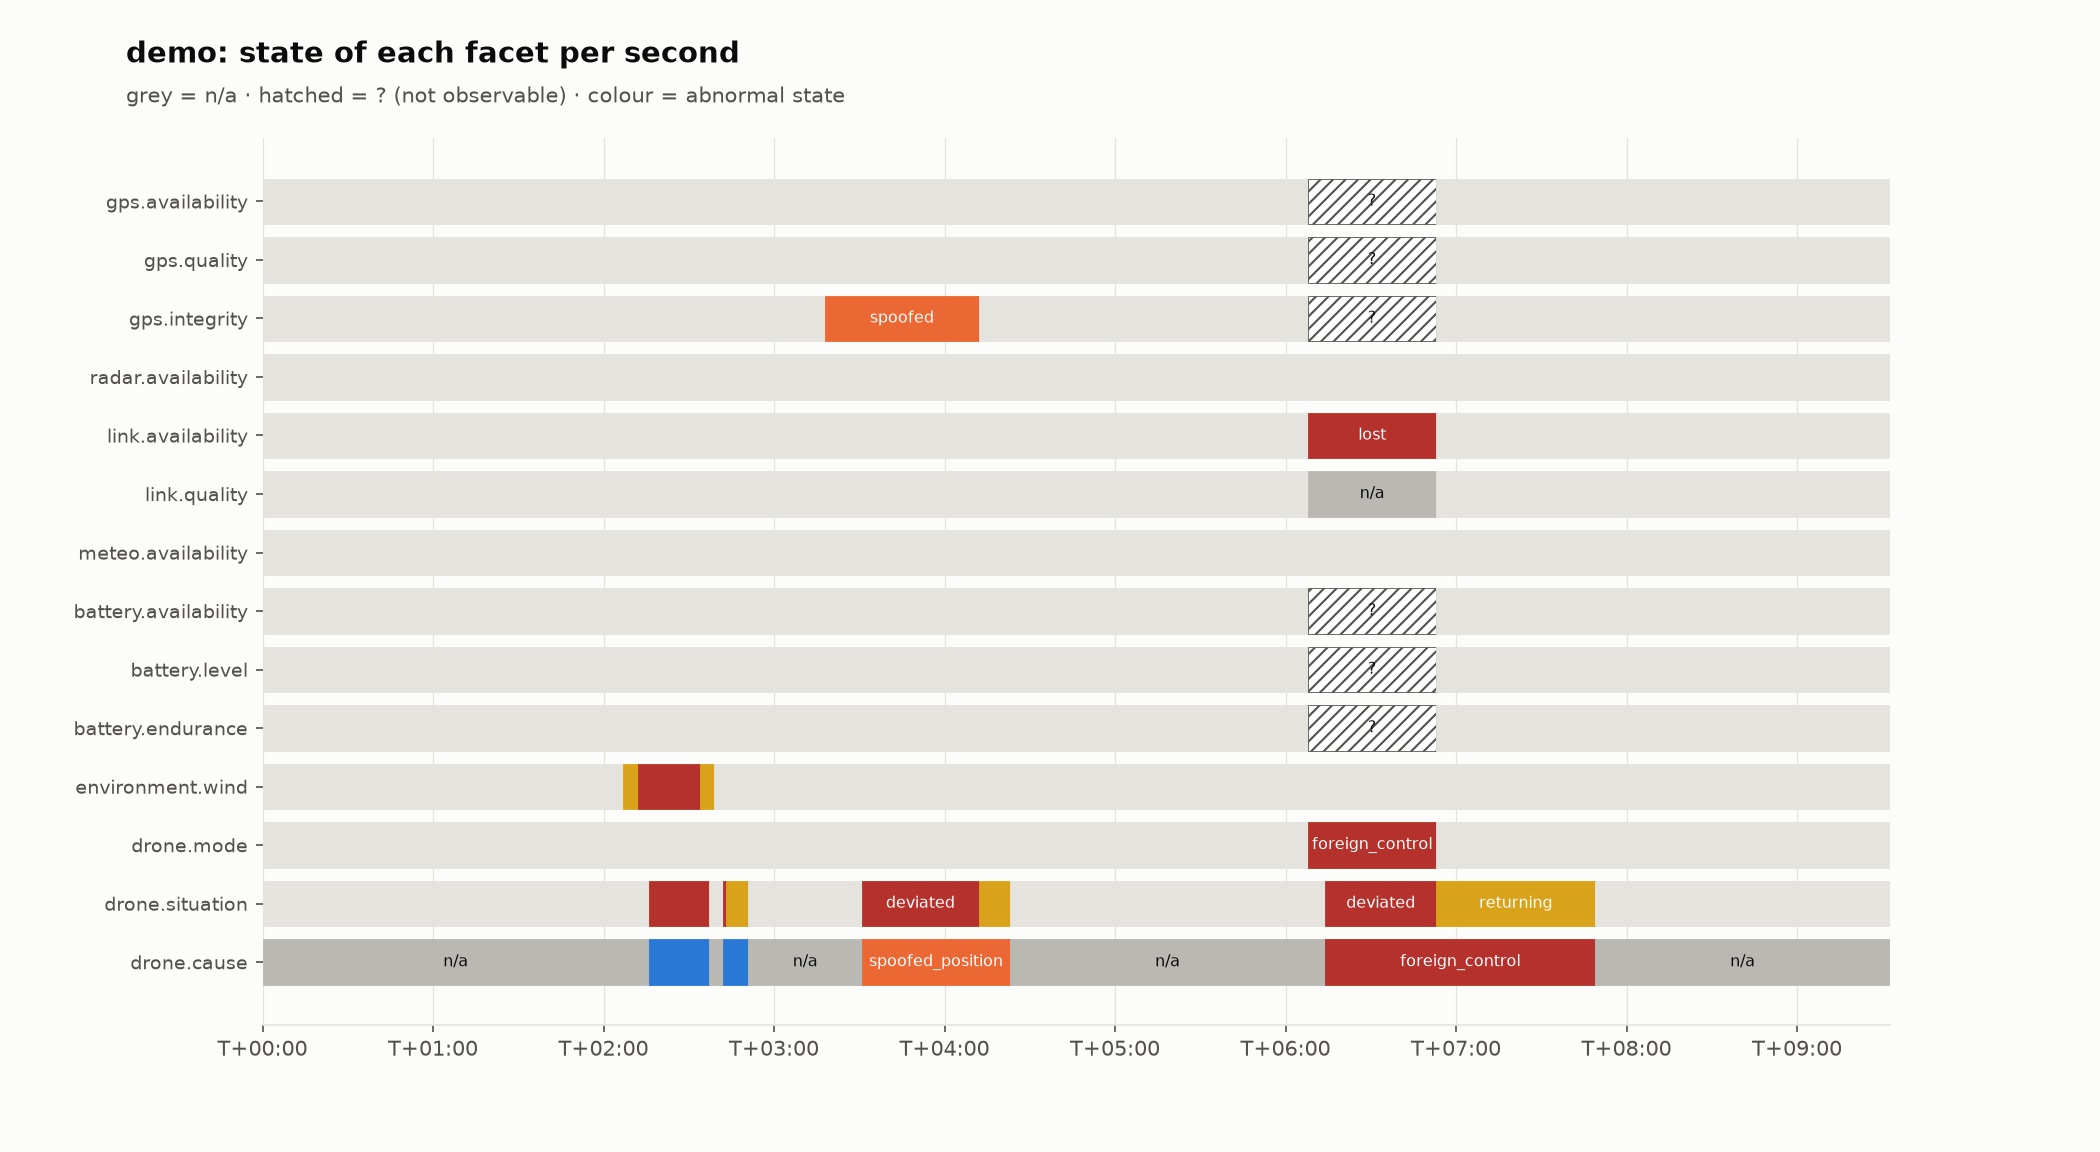 demo: state of each facet per second
grey = n/a · hatched = ? (not observable) · colour = abnormal state
gps.availability ?
gps.quality ?
gps.integrity spoofed ?
radar.availability
link.availability lost
link.quality n/a
meteo.availability
battery.availability ?
battery.level ?
battery.endurance ?
environment.wind
drone.mode foreign_control
drone.situation deviated deviated returning
drone.cause n/a n/a spoofed_position n/a foreign_control n/a
T+00:00 T+01:00 T+02:00 T+03:00 T+04:00 T+05:00 T+06:00 T+07:00 T+08:00 T+09:00